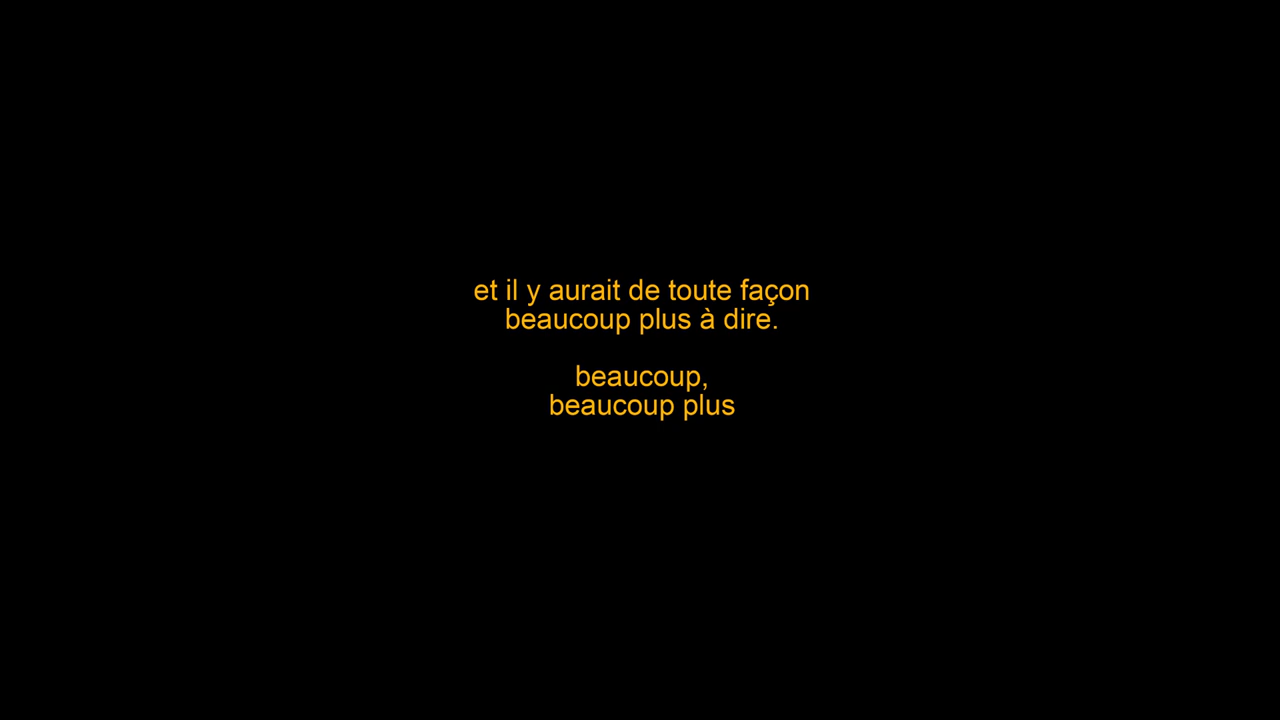 et il y aurait de toute façon
beaucoup plus à dire.
beaucoup,
beaucoup plus